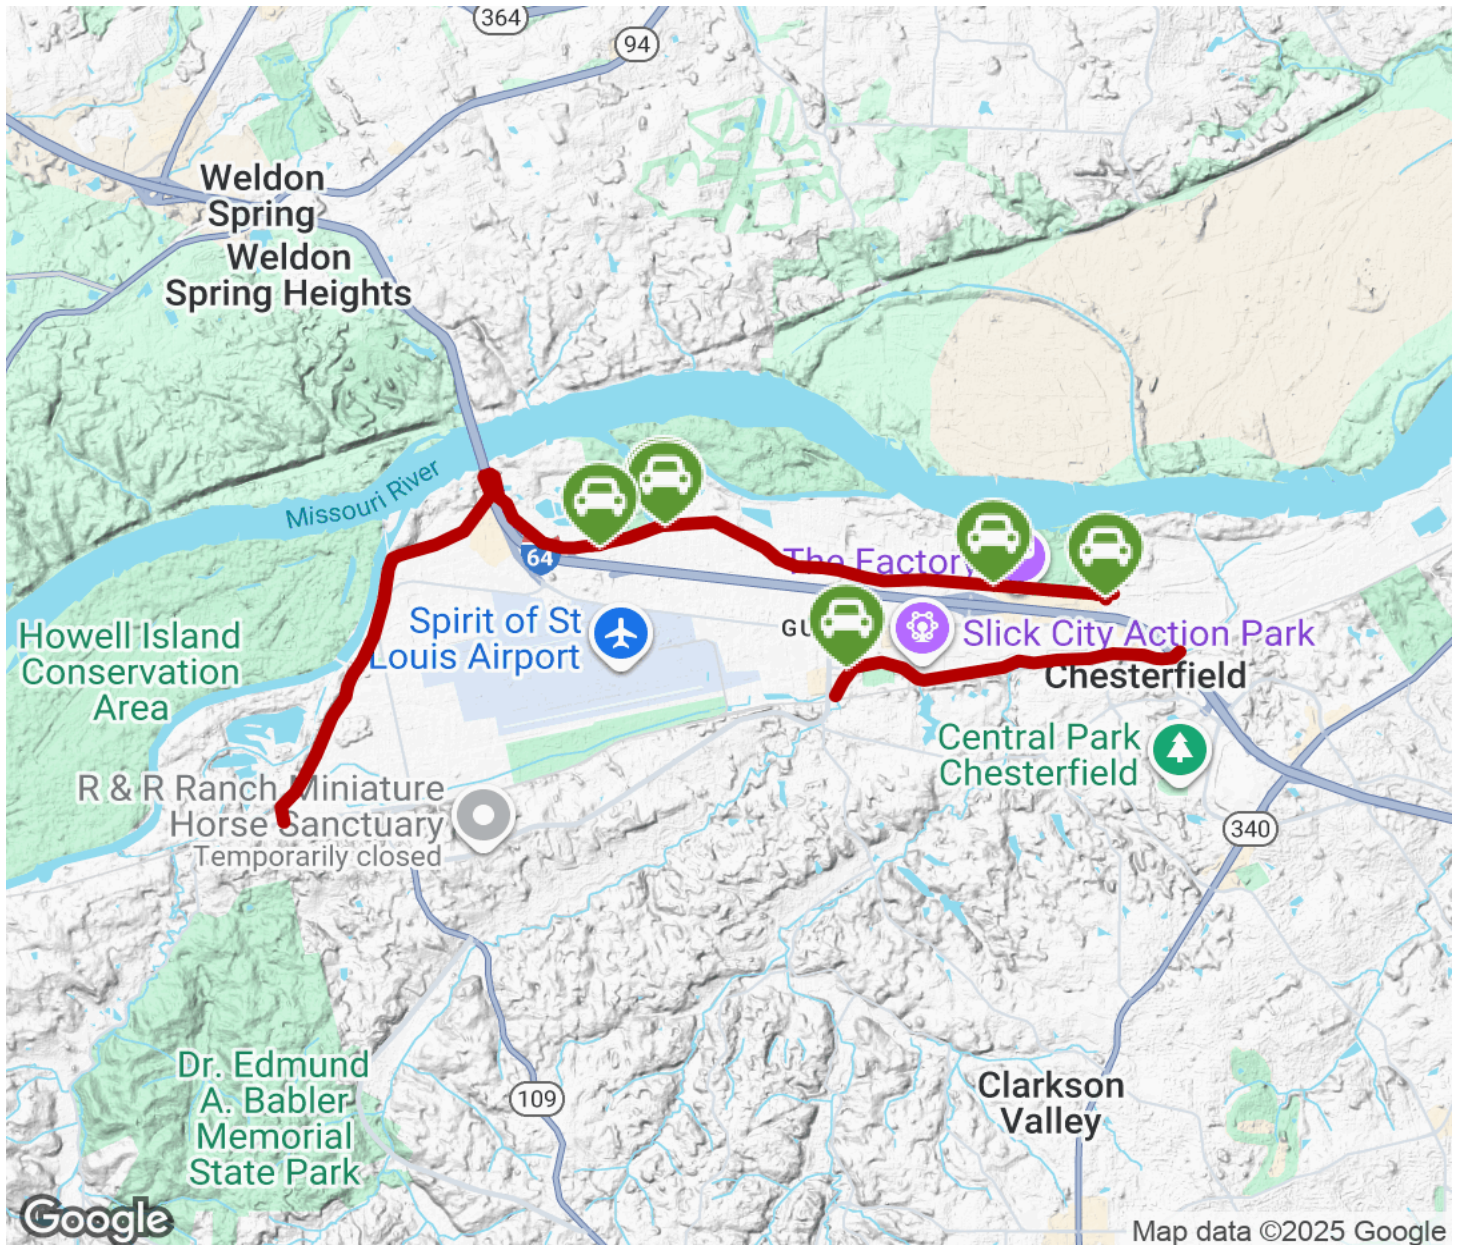 364
94
Weldon
Spring
Weldon
Spring Heights
Missouri River
64
The Factory
Spirit of St
Louis Airport
GU
Slick City Action Park
Howell Island
Conservation
Area
Chesterfield
Central Park
Chesterfield
R & R Ranch Miniature
Horse Sanctuary
Temporarily closed
340
Dr. Edmund
A. Babler
Memorial
State Park
109
Clarkson
Valley
Google
Map data ©2025 Google